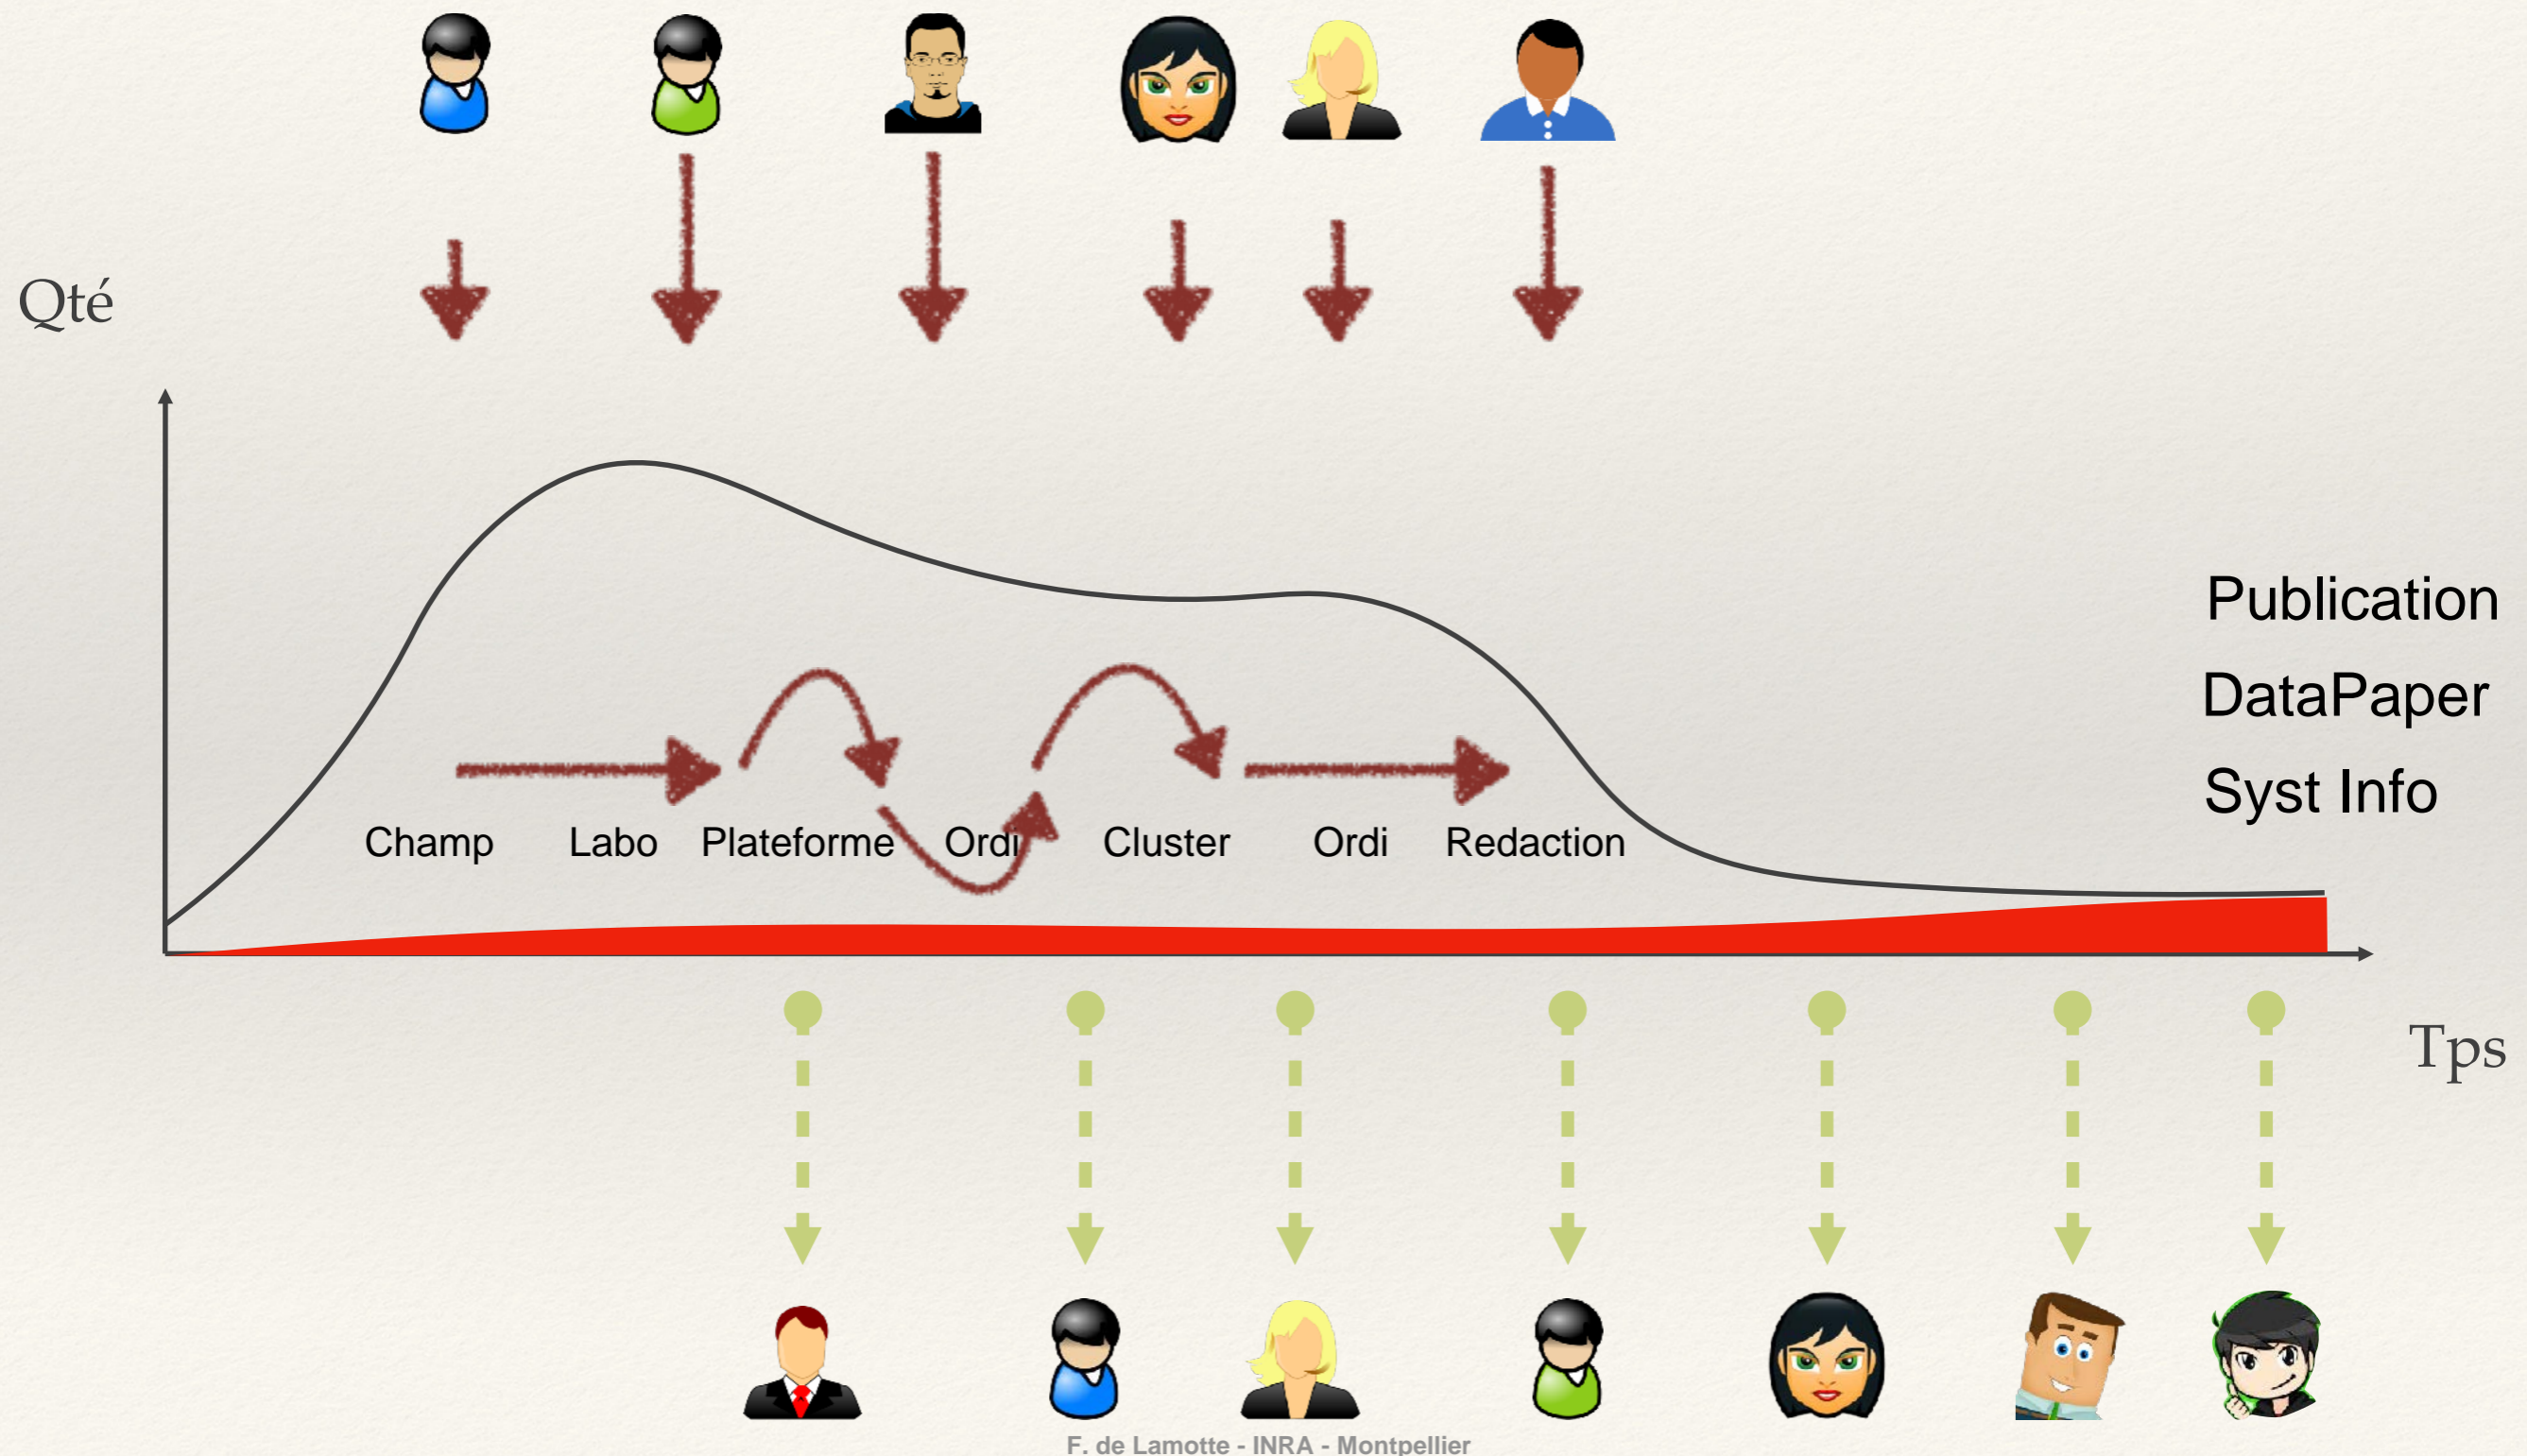 Qté
Publication
DataPaper
Syst Info
Champ Labo Plateforme Ordi Cluster Ordi Redaction
Tps
F. de Lamotte - INRA - Montpellier